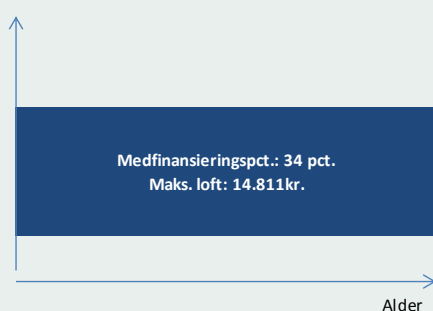 Medfinansieringspct.: 34 pct.
Maks. loft: 14.811kr.
Alder